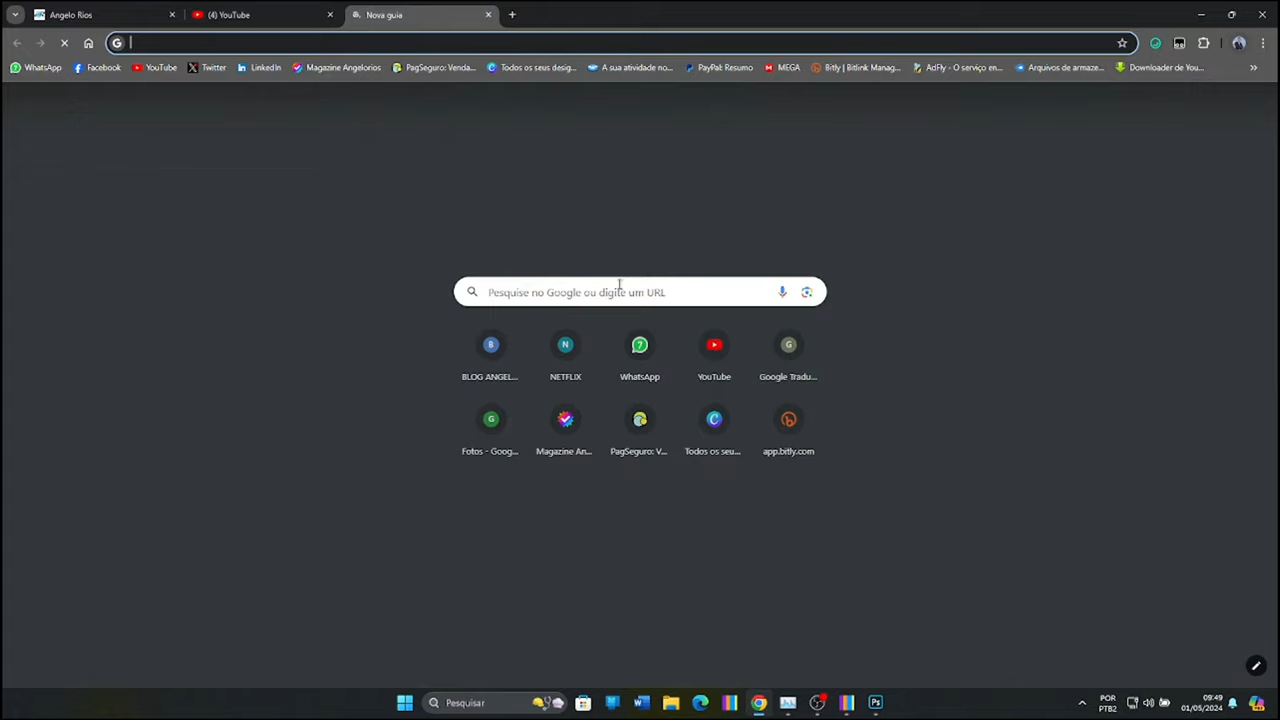 Angelo Rios
(4) YouTube
Nova guia
WhatsApp
Facebook
YouTube
Twitter
LinkedIn
Magazine Angelorios
PagSeguro: Venda...
Todos os seus desig...
A sua atividade no...
PayPal: Resumo
MEGA
Bitly | Bitlink Manag...
AdFly - O serviço en...
Arquivos de armaze...
Downloader de You...
Pesquise no Google ou digite um URL
BLOG ANGEL...
NETFLIX
WhatsApp
YouTube
Google Tradu...
Fotos - Goog...
Magazine An...
PagSeguro: V...
Todos os seu...
app.bitly.com
Pesquisar
POR
PTB2
09:49
01/05/2024